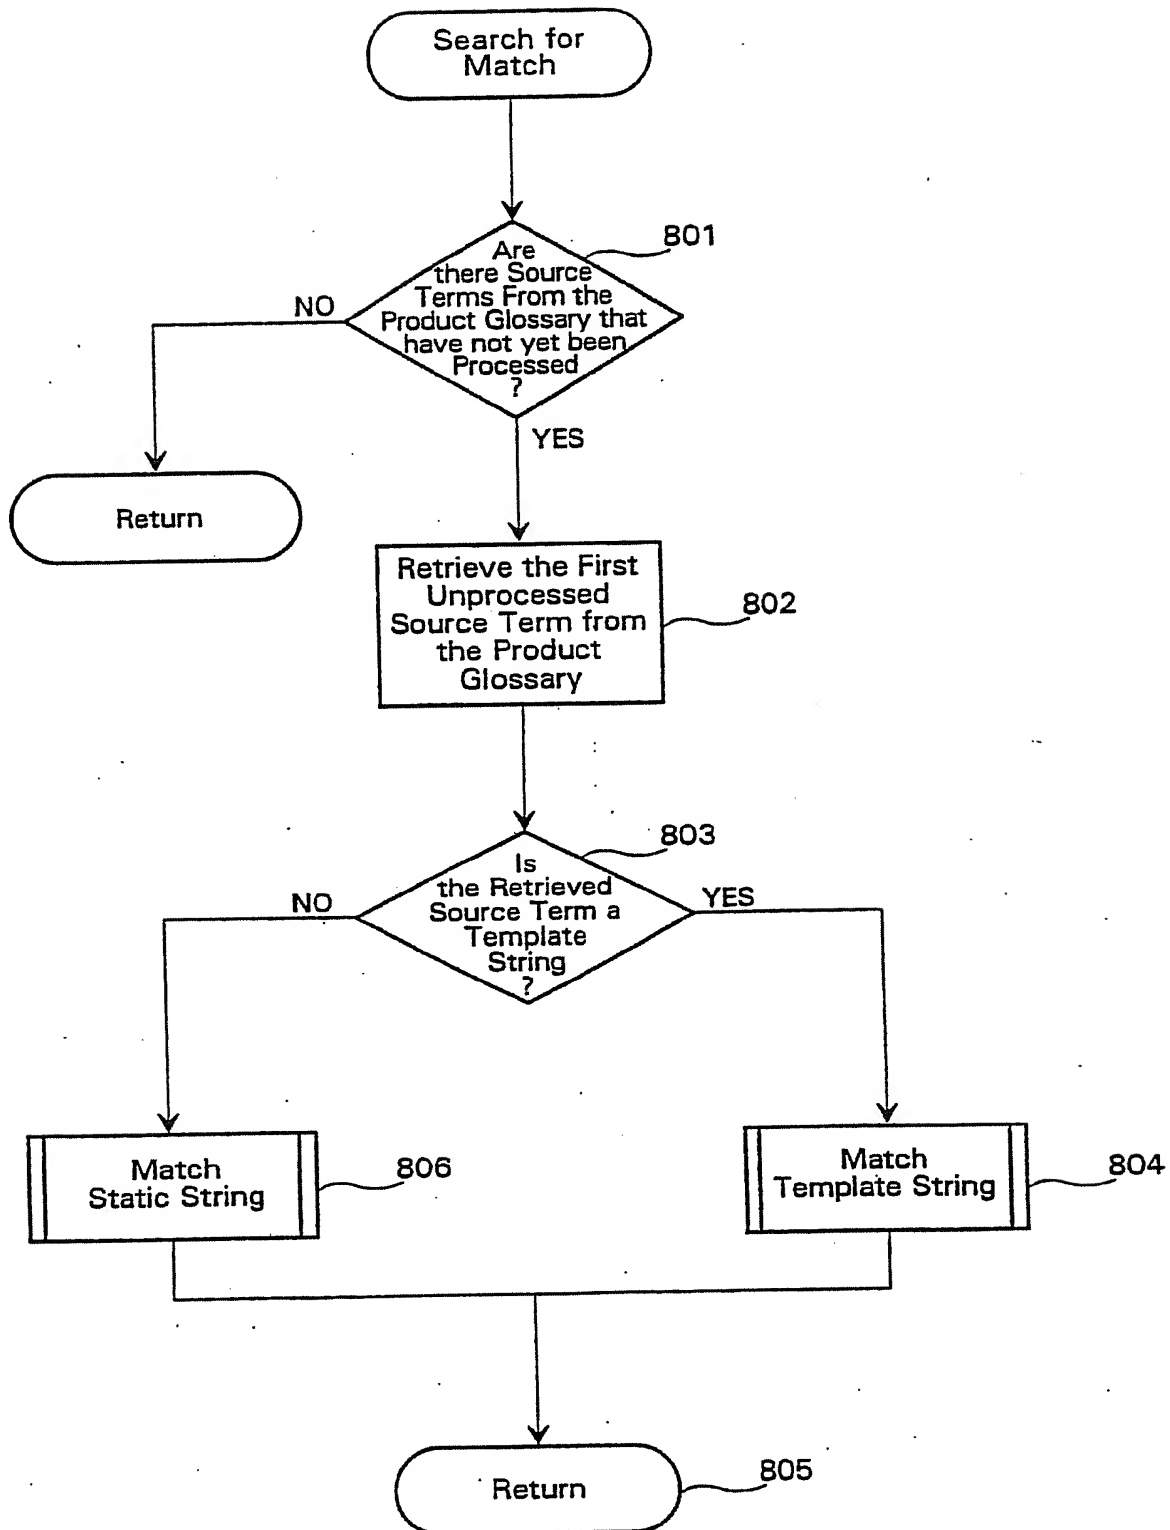 Search for
Match
801
Are
there Source
Terms From the
Product Glossary that
have not yet been
Processed
?
NO
YES
Return
Retrieve the First
Unprocessed
Source Term from
the Product
Glossary
802
803
Is
the Retrieved
Source Term a
Template
String
?
NO
YES
Match
Static String
806
Match
Template String
804
Return
805